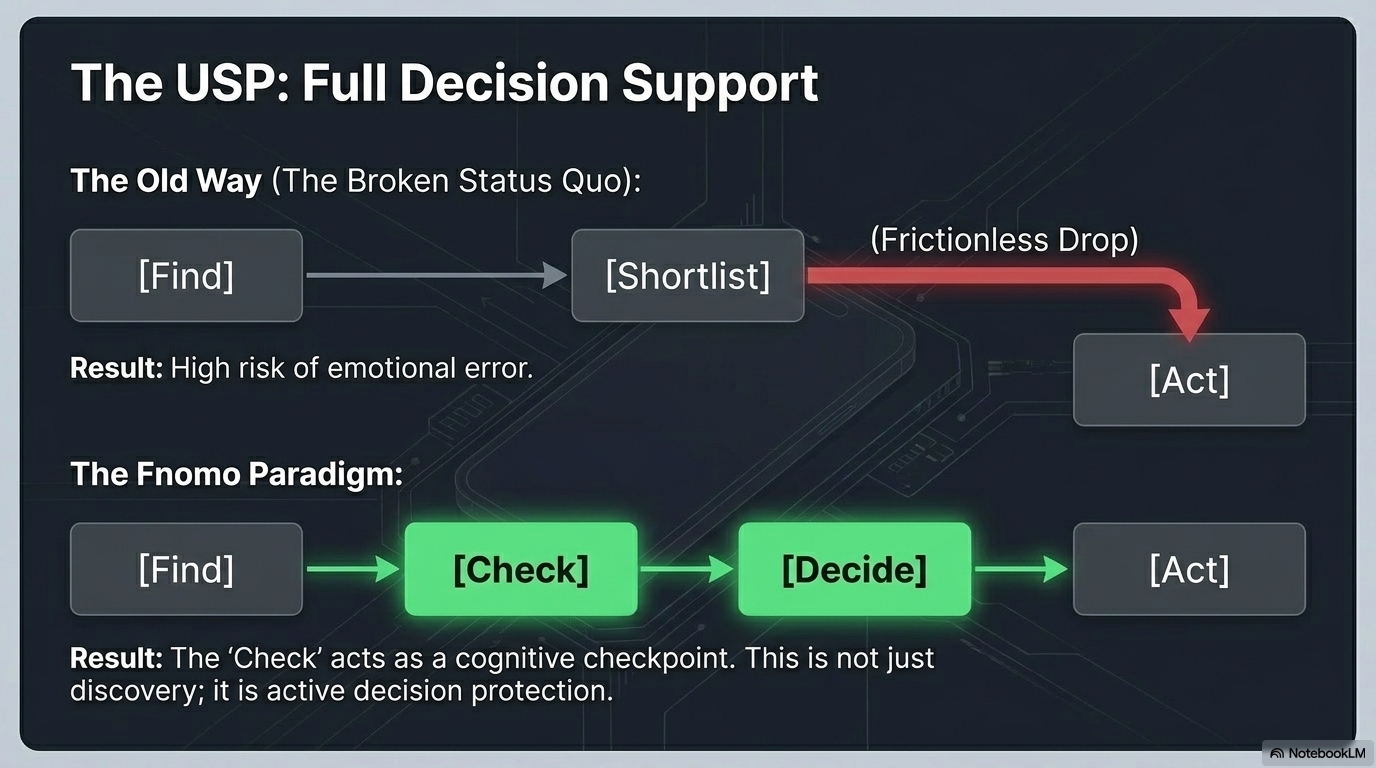 The USP: Full Decision Support
The Old Way (The Broken Status Quo):
[Find]
[Shortlist]
(Frictionless Drop)
[Act]
Result: High risk of emotional error.
The Fnomo Paradigm:
[Find]
[Check]
[Decide]
[Act]
Result: The ‘Check’ acts as a cognitive checkpoint. This is not just
discovery; it is active decision protection.
NotebookLM